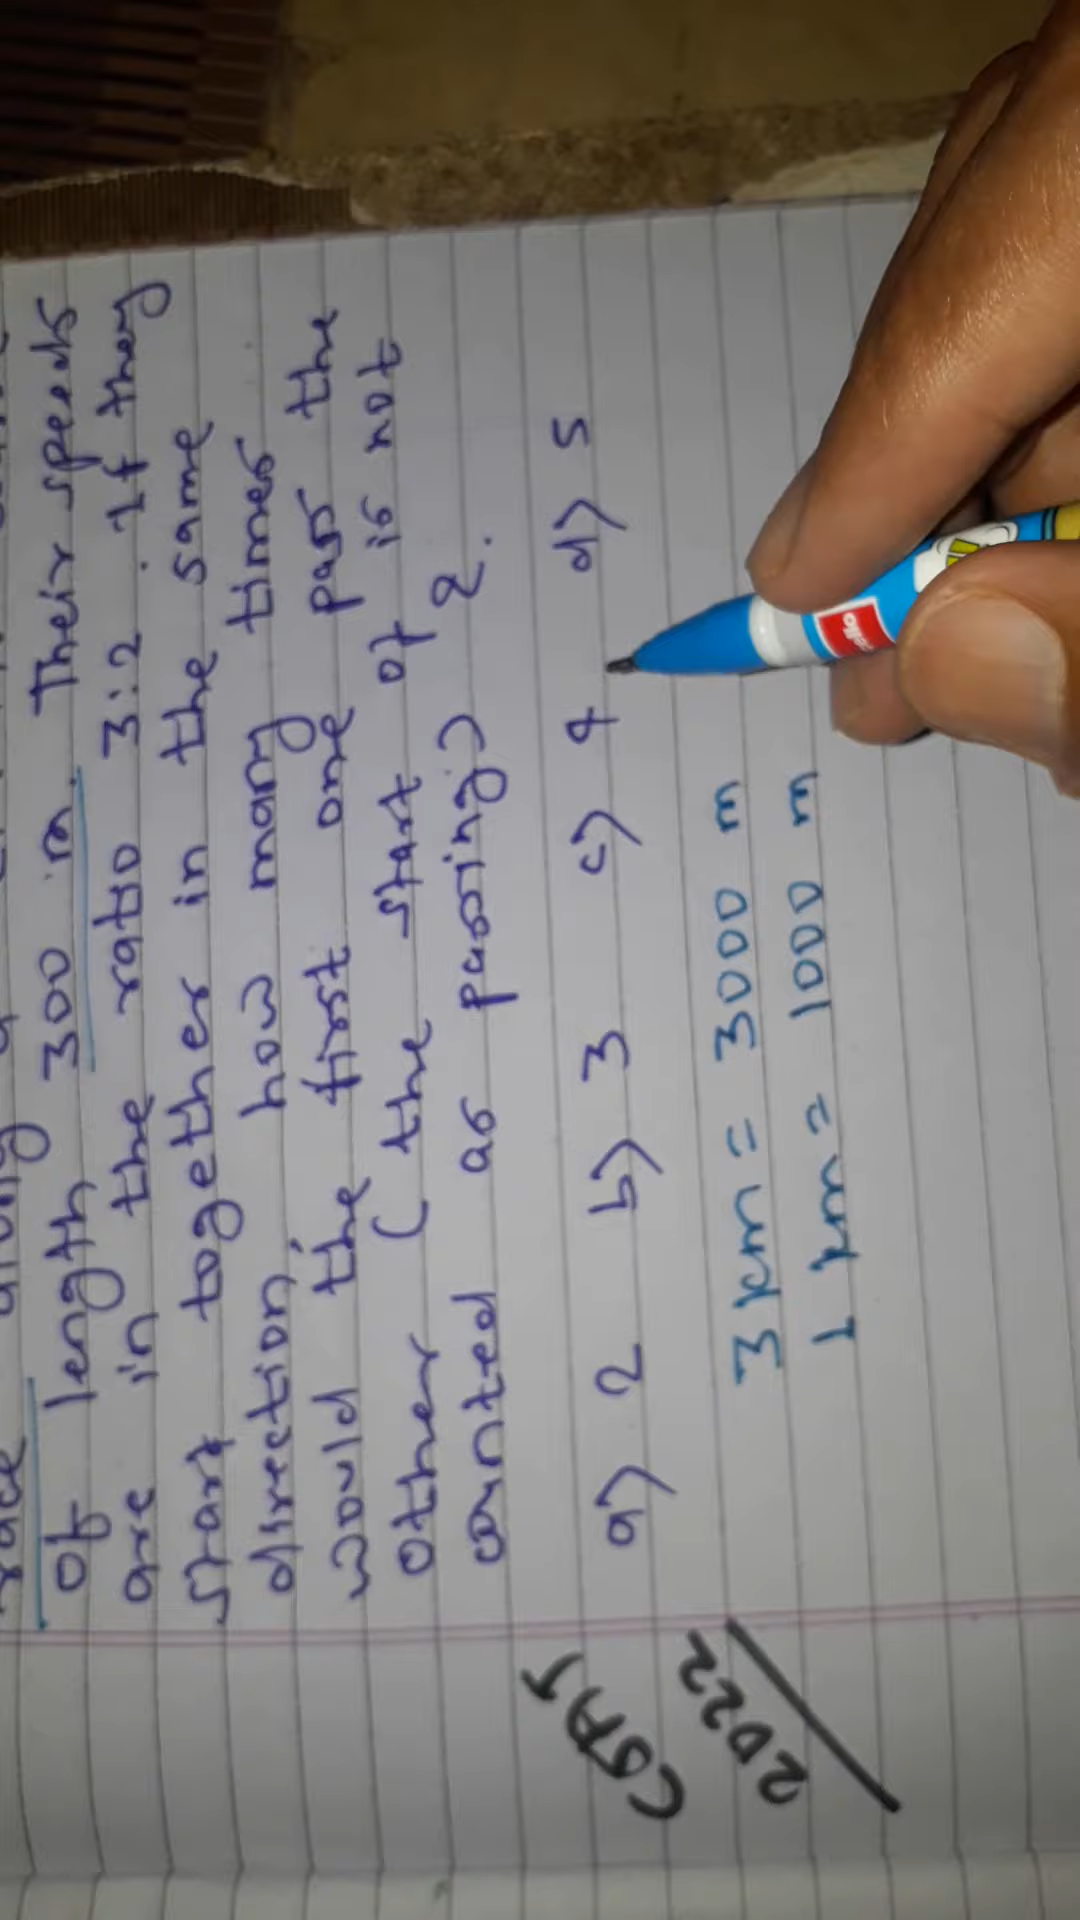 of length 300 m. Their speeds
are in the ratio 3:2. If they
start together in the same
direction, how many times
would the first one pass the
other (the start of is not
counted as passing) ?
a) 2 b) 3 c) 4 d) 5
3 km = 3000 m
1 km = 1000 m
CSAT
2022